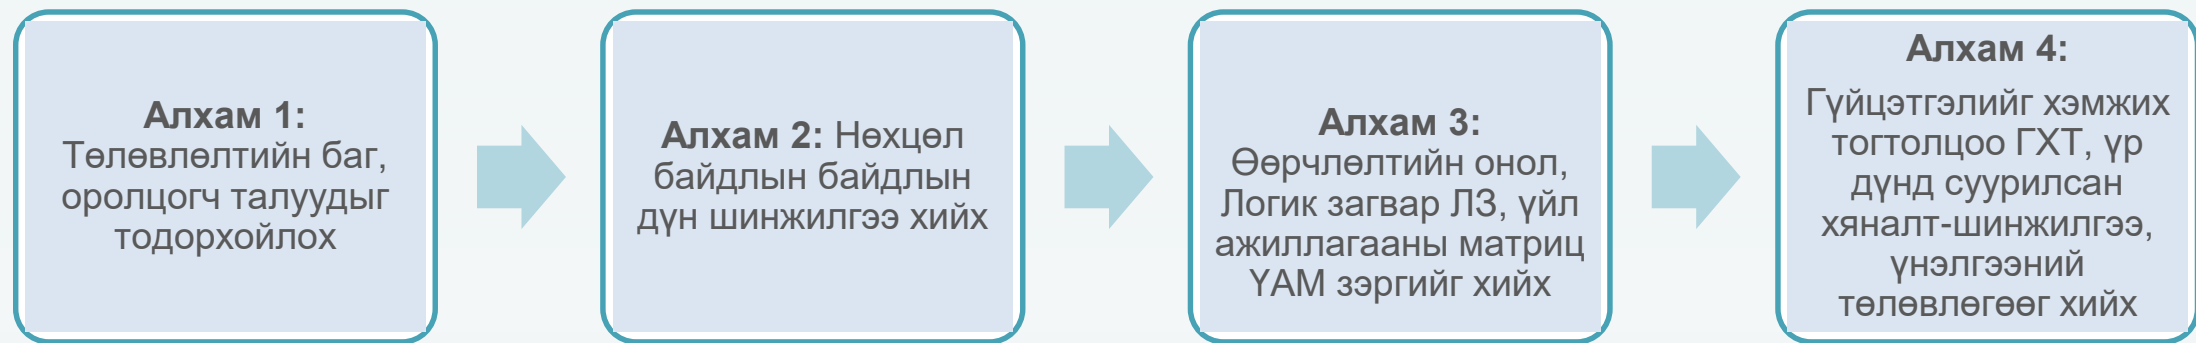 Алхам 1:
Төлөвлөлтийн баг,
оролцогч талуудыг
тодорхойлох
Алхам 2: Нөхцөл
байдлын байдлын
дүн шинжилгээ хийх
Алхам 3:
Өөрчлөлтийн онол,
Логик загвар ЛЗ, үйл
ажиллагааны матриц
ҮАМ зэргийг хийх
Алхам 4:
Гүйцэтгэлийг хэмжих
тогтолцоо ГХТ, үр
дүнд суурилсан
хяналт-шинжилгээ,
үнэлгээний
төлөвлөгөөг хийх